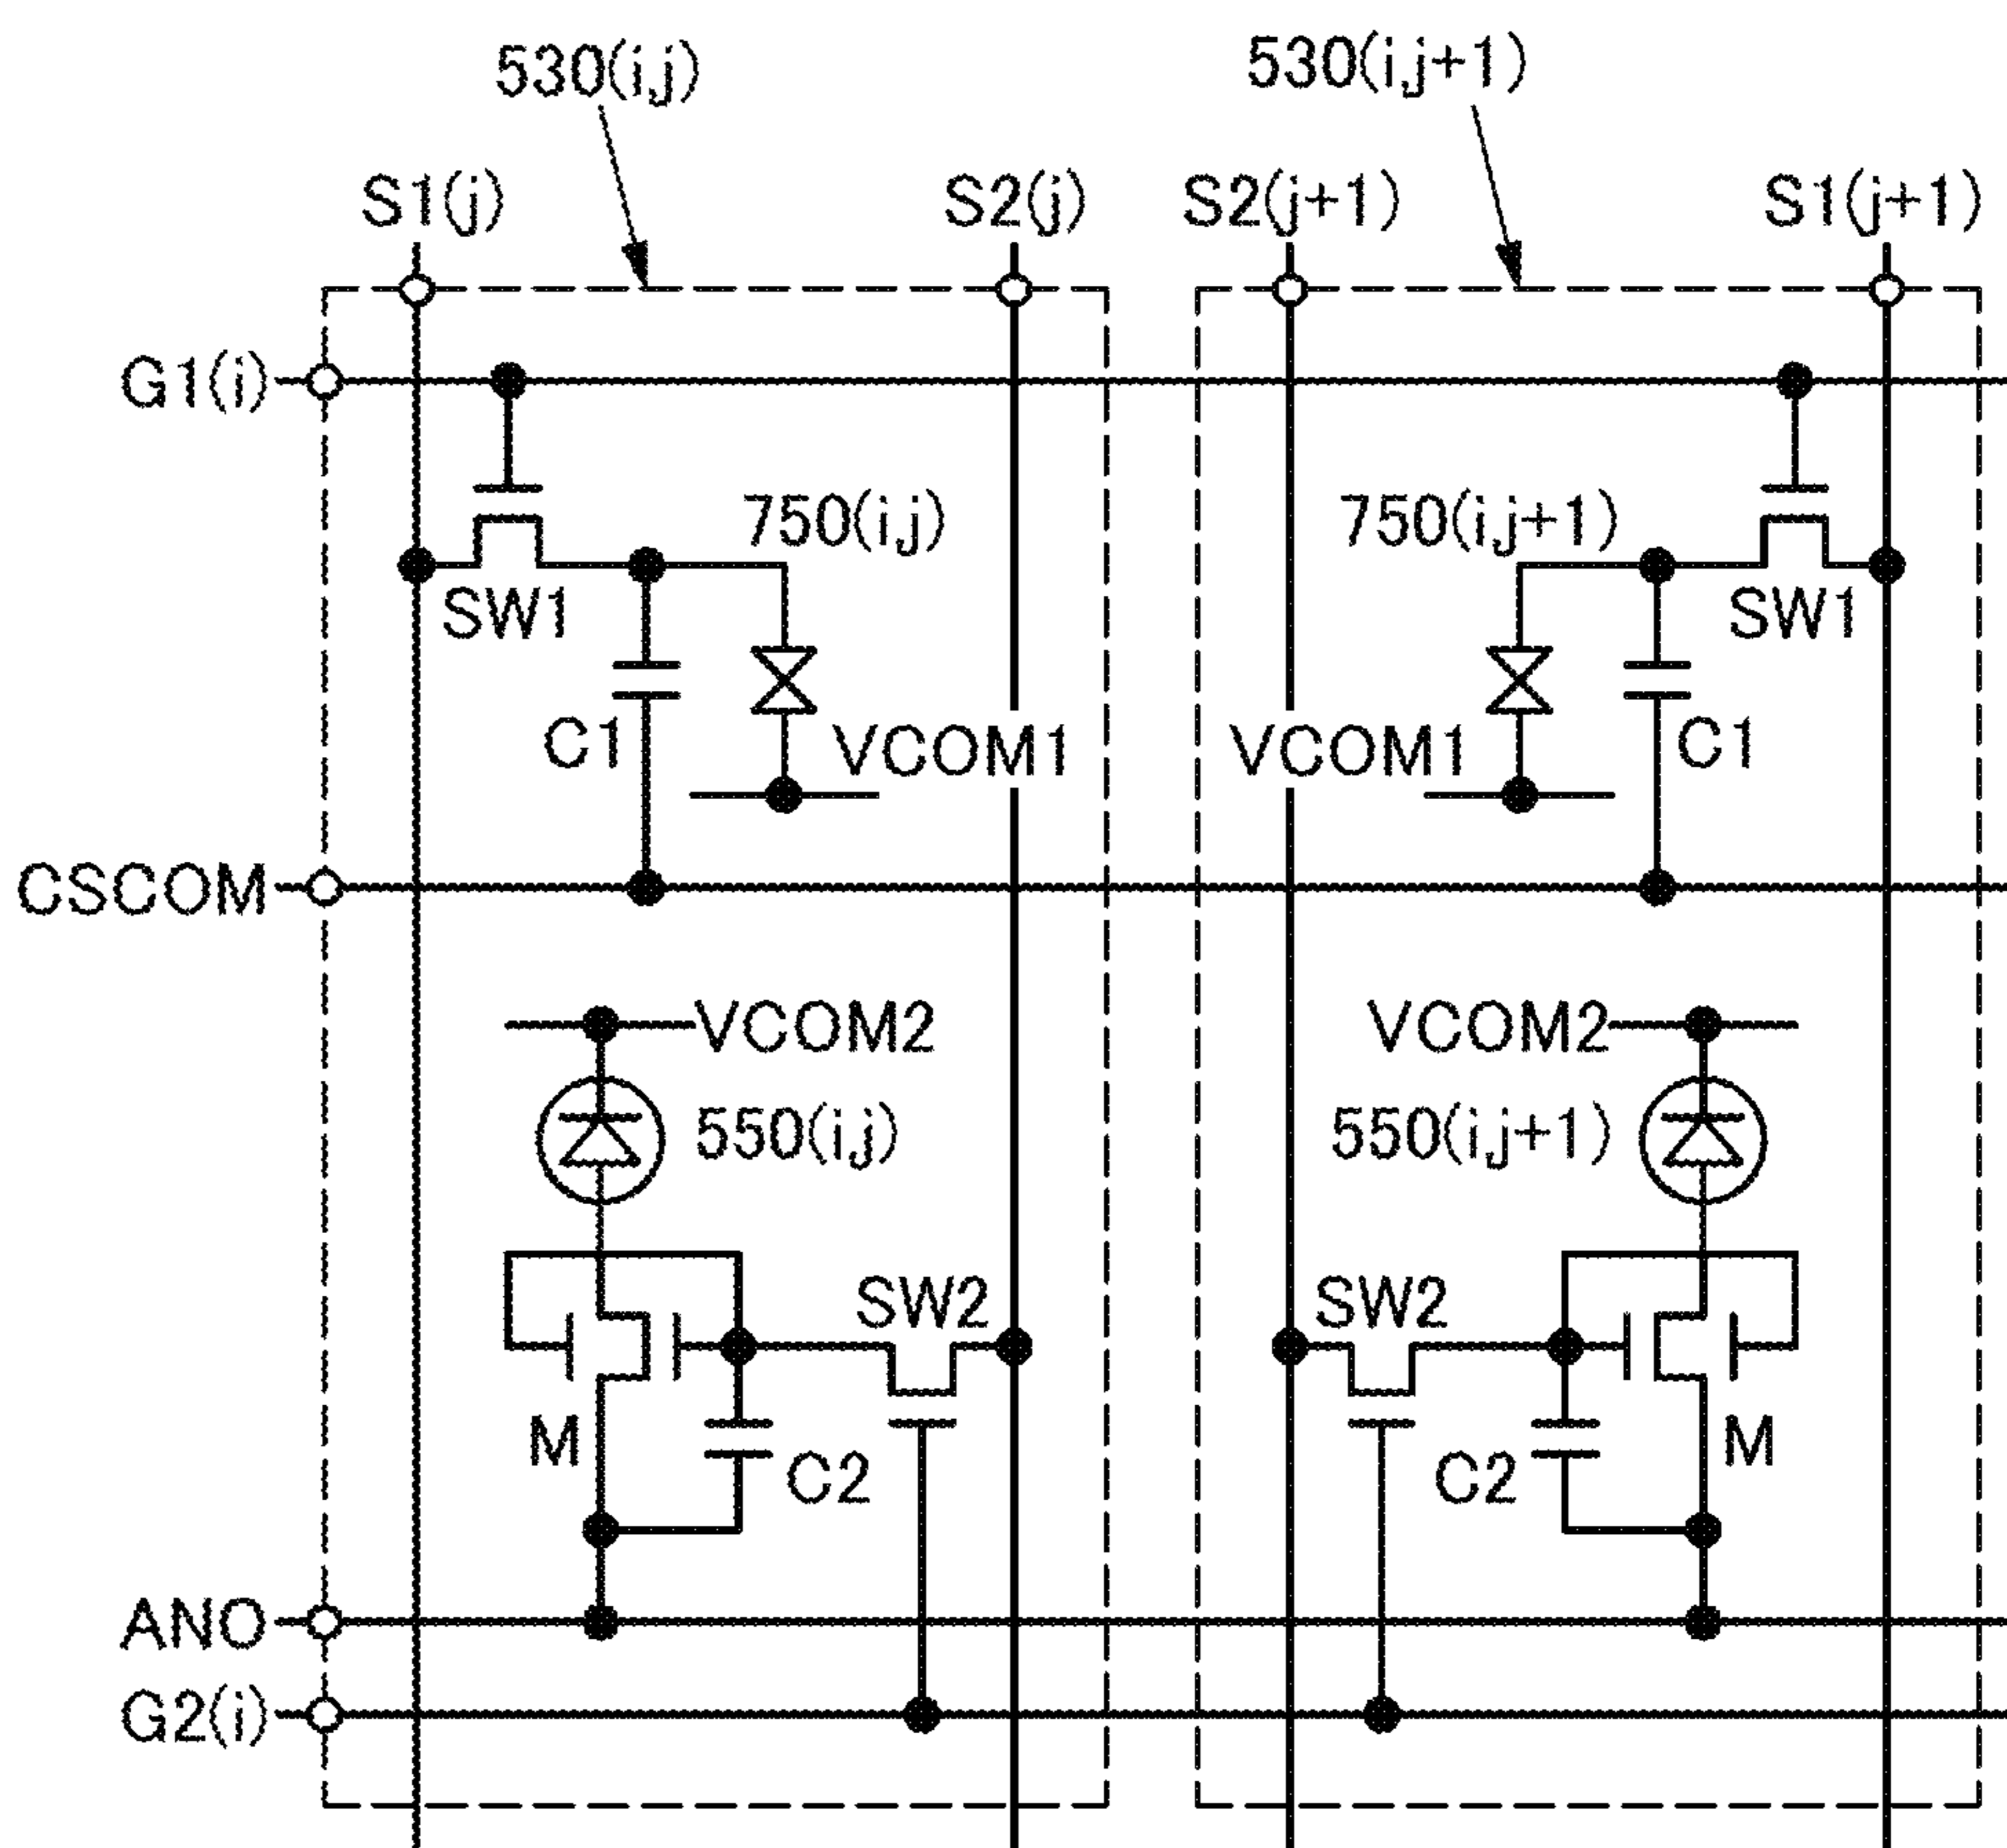 530(i,j)
530(i,j+1)
S1(j)
S2(j)
S2(j+1)
S1(j+1)
G1(i)
750(i,j)
750(i,j+1)
SW1
SW1
C1
VCOM1
VCOM1
C1
CSCOM
VCOM2
VCOM2
550(i,j)
550(i,j+1)
SW2
SW2
M
C2
C2
M
ANO
G2(i)